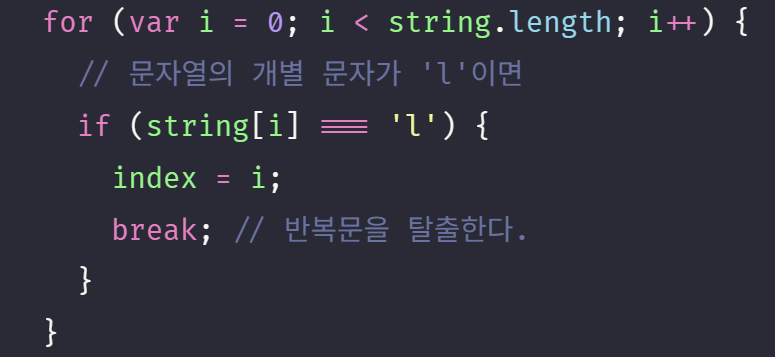 for (var i = 0; i < string.length; i++) {
  // 문자열의 개별 문자가 'l'이면
  if (string[i] === 'l') {
    index = i;
    break; // 반복문을 탈출한다.
  }
}